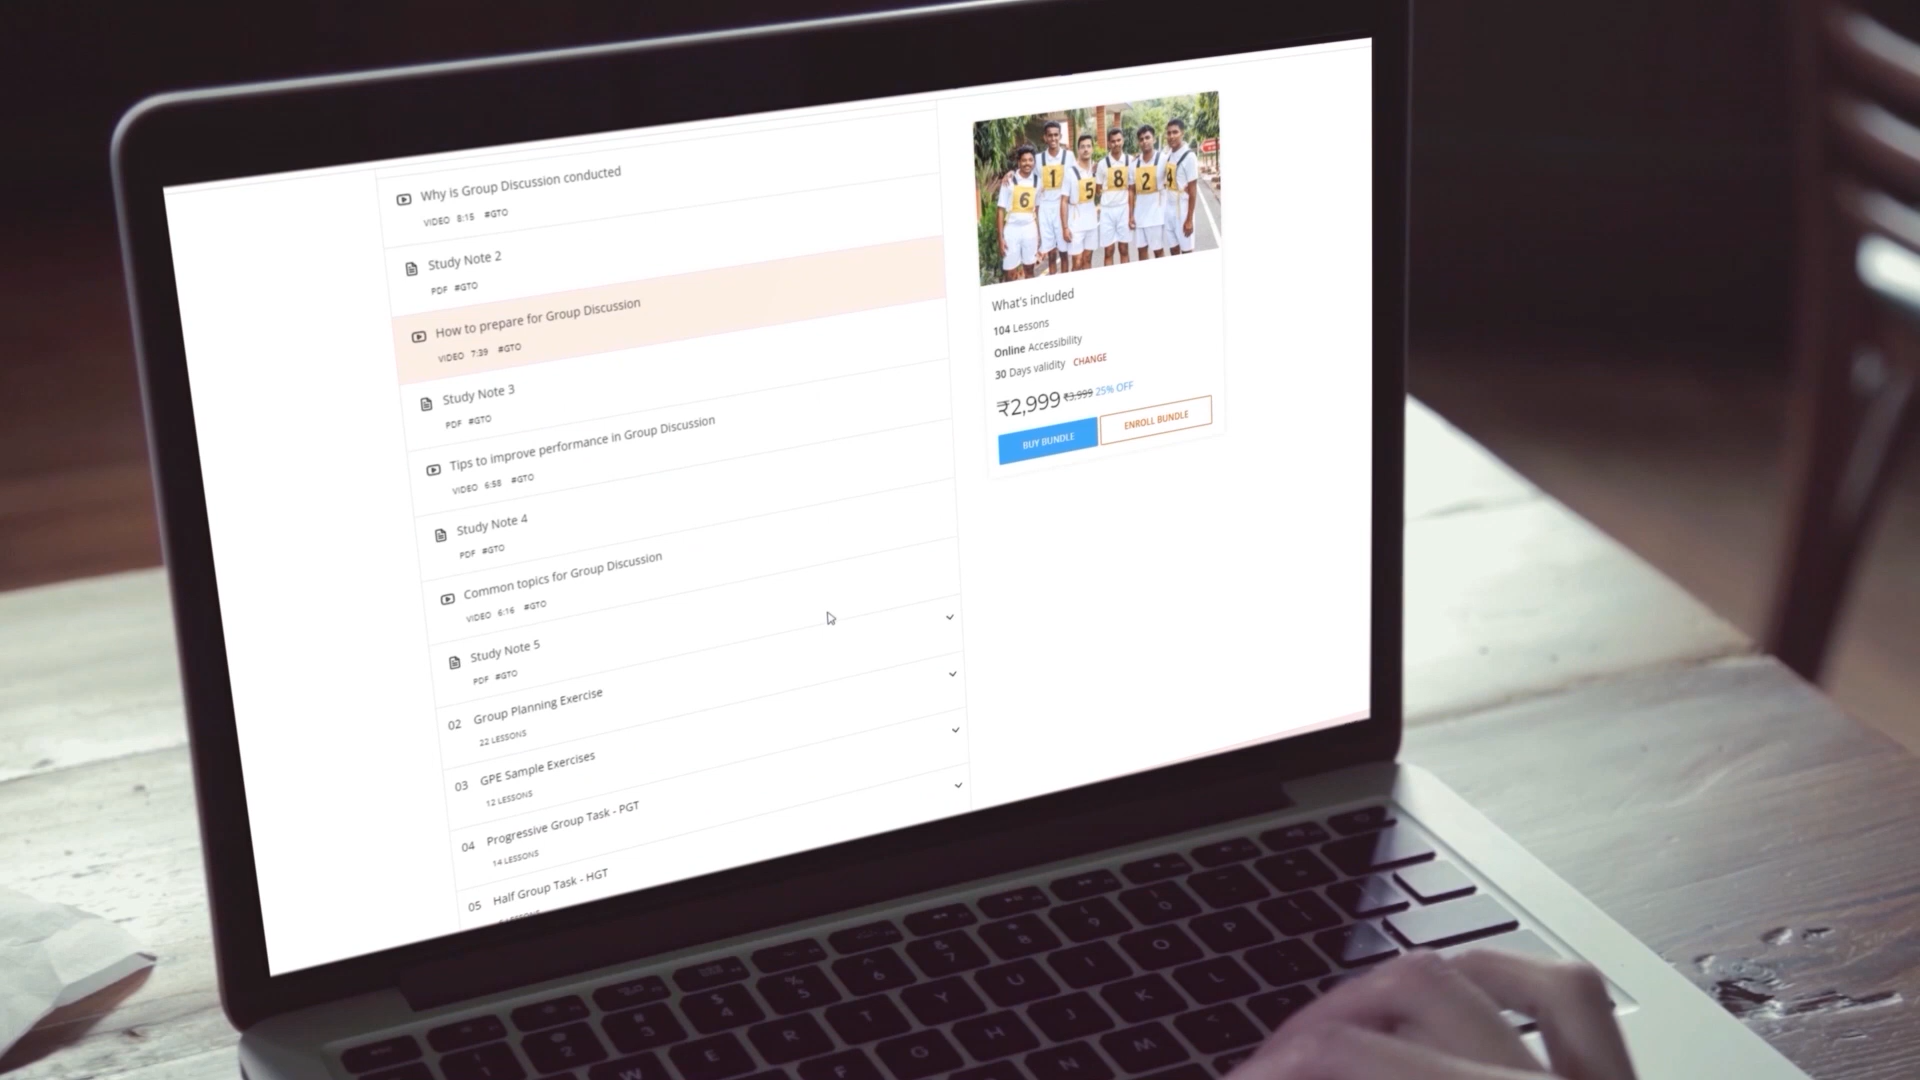 Why is Group Discussion conducted
VIDEO 8:15 #GTO
Study Note 2
PDF #GTO
How to prepare for Group Discussion
VIDEO 7:39 #GTO
Study Note 3
PDF #GTO
Tips to improve performance in Group Discussion
VIDEO 6:58 #GTO
Study Note 4
PDF #GTO
Common topics for Group Discussion
VIDEO 6:16 #GTO
Study Note 5
PDF #GTO
02 Group Planning Exercise
22 LESSONS
03 GPE Sample Exercises
12 LESSONS
04 Progressive Group Task - PGT
14 LESSONS
05 Half Group Task - HGT
6 1 5 8 2 4
What's included
104 Lessons
Online Accessibility
30 Days validity CHANGE
₹2,999 ₹3,999 25% OFF
BUY BUNDLE ENROLL BUNDLE